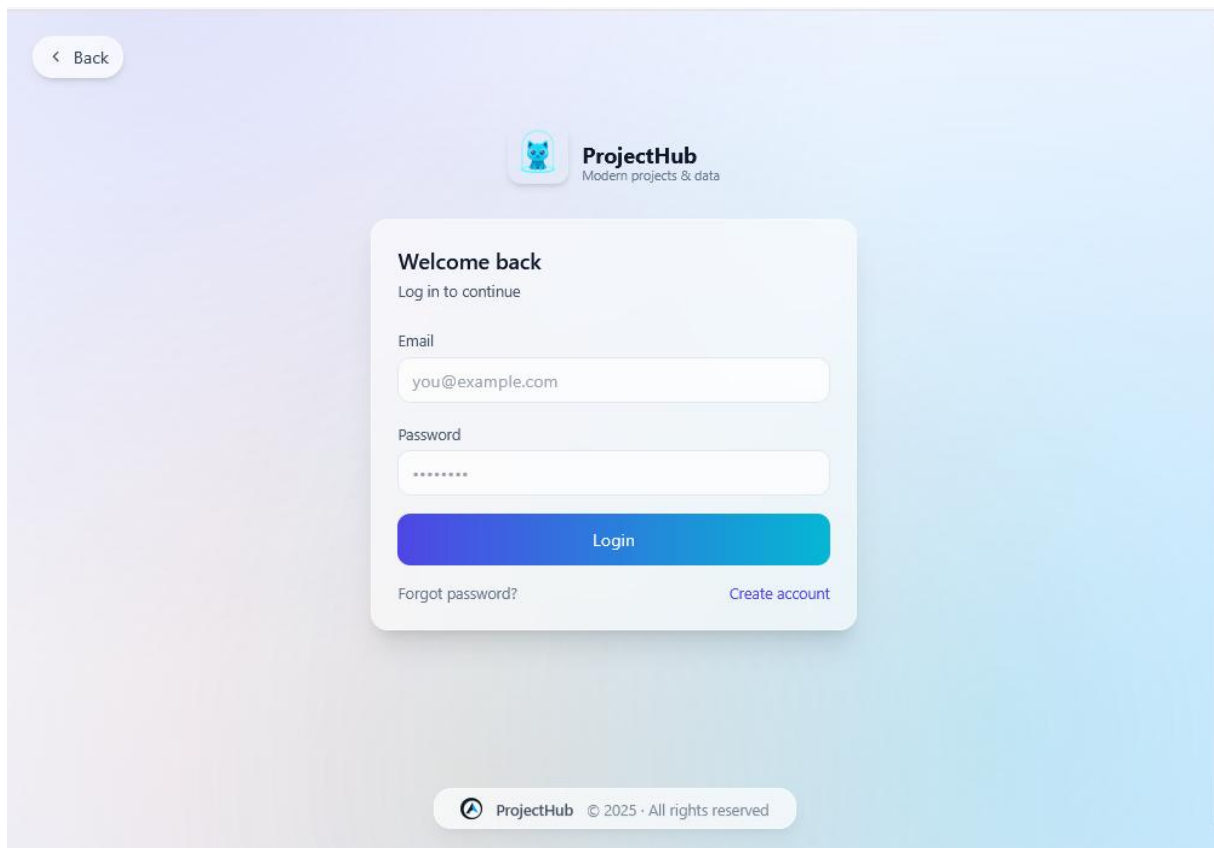 Back
ProjectHub
Modern projects & data
Welcome back
Log in to continue
Email
you@example.com
Password
••••••••
Login
Forgot password? Create account
ProjectHub © 2025 · All rights reserved